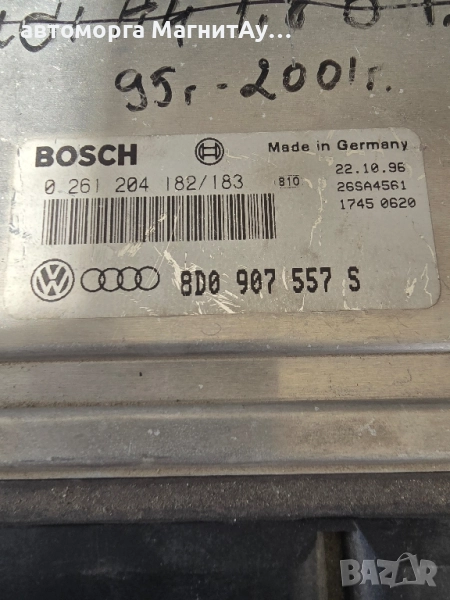 автоморга МагнитАу...
95г.-2001г.
BOSCH
Made in Germany
0 261 204 182/183
810
22.10.96
26SA4561
1745 0620
8D0 907 557 S
BAZAR